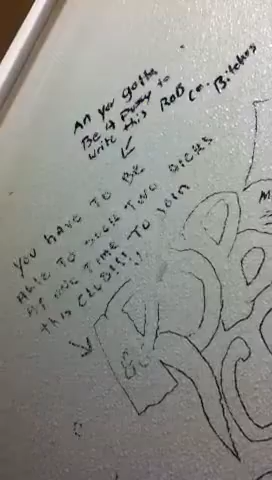 An you gotta
Be a Pussy to
write this ROB Co. Bitches
you HAVE TO BE
ABLE TO SUCK TWO DICKS
AT ONE TIME TO JOIN
this CLUB!!!